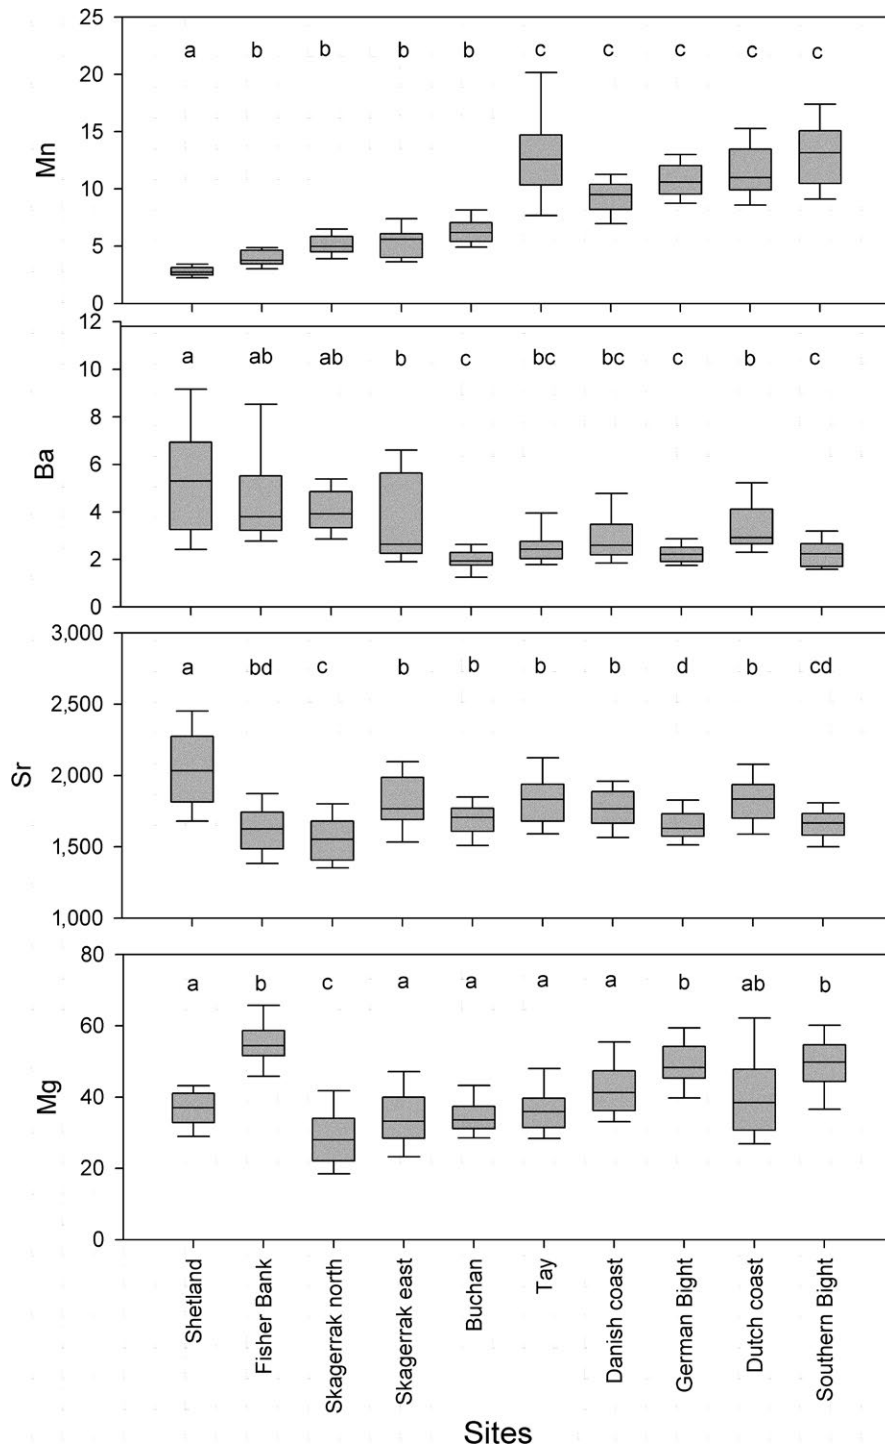 25
20
15
10
5
0
Mn
a b b b b c c c c c
12
10
8
6
4
2
0
Ba
a ab ab b c bc bc c b c
3,000
2,500
2,000
1,500
1,000
Sr
a bd c b b b b d b cd
80
60
40
20
0
Mg
a b c a a a a b ab b
Shetland
Fisher Bank
Skagerrak north
Skagerrak east
Buchan
Tay
Danish coast
German Bight
Dutch coast
Southern Bight
Sites